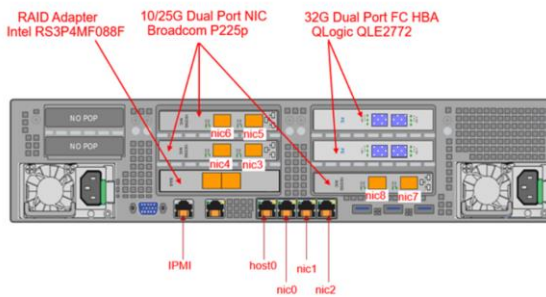 RAID Adapter
Intel RS3P4MF088F
10/25G Dual Port NIC
Broadcom P225p
32G Dual Port FC HBA
QLogic QLE2772
NO POP
NO POP
nic6
nic5
nic4
nic3
nic8
nic7
IPMI
host0
nic0
nic1
nic2